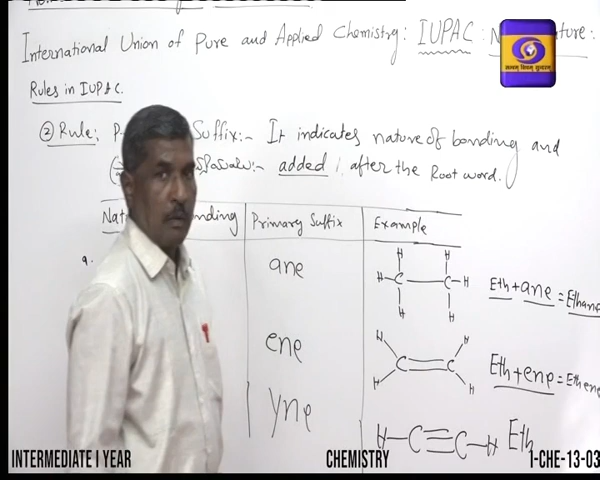 International Union of Pure and Applied Chemistry: IUPAC:
Rules in IUPAC.
② Rule: Suffix:- It indicates nature of bonding and
added after the Root word.
Primary Suffix Example
ane
H H
H-C-C-H
H H
Eth+ane=Ethane
ene
H H
C=C
H H
Eth+ene=Ethene
yne
H-C≡C-H Eth
INTERMEDIATE I YEAR CHEMISTRY 1-CHE-13-03